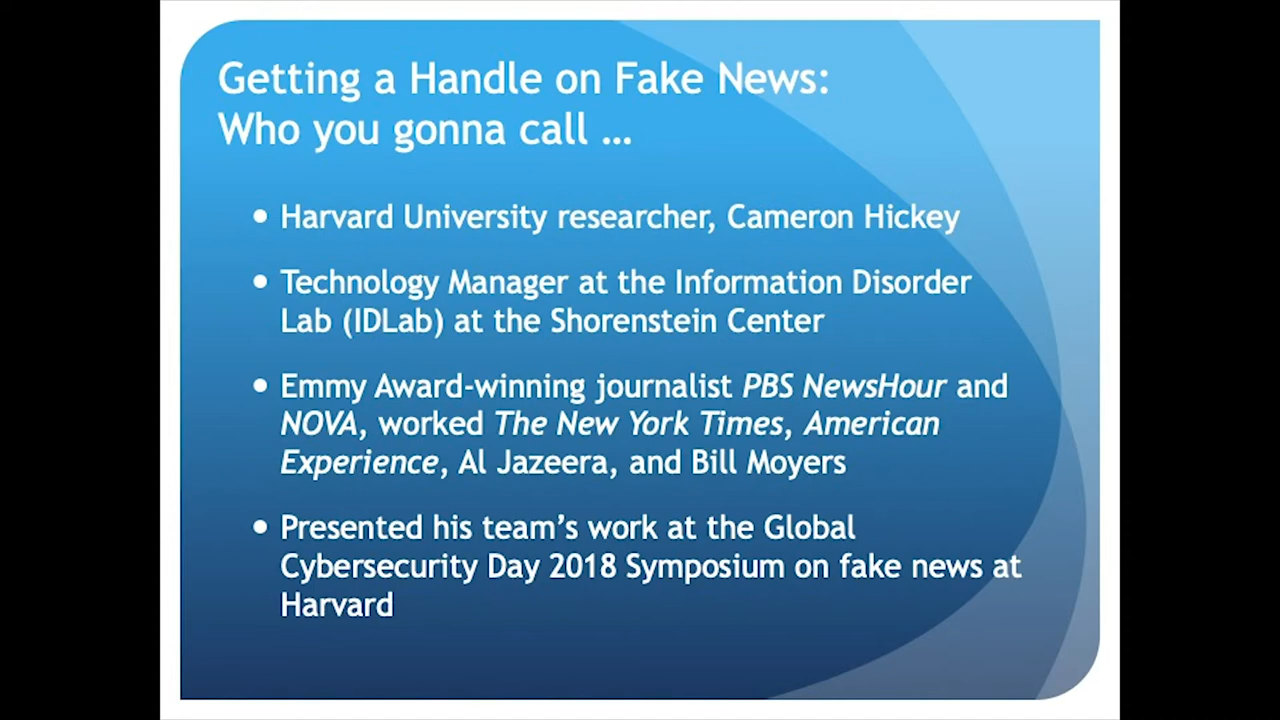 Getting a Handle on Fake News:
Who you gonna call …
• Harvard University researcher, Cameron Hickey
• Technology Manager at the Information Disorder
Lab (IDLab) at the Shorenstein Center
• Emmy Award-winning journalist PBS NewsHour and
NOVA, worked The New York Times, American
Experience, Al Jazeera, and Bill Moyers
• Presented his team’s work at the Global
Cybersecurity Day 2018 Symposium on fake news at
Harvard